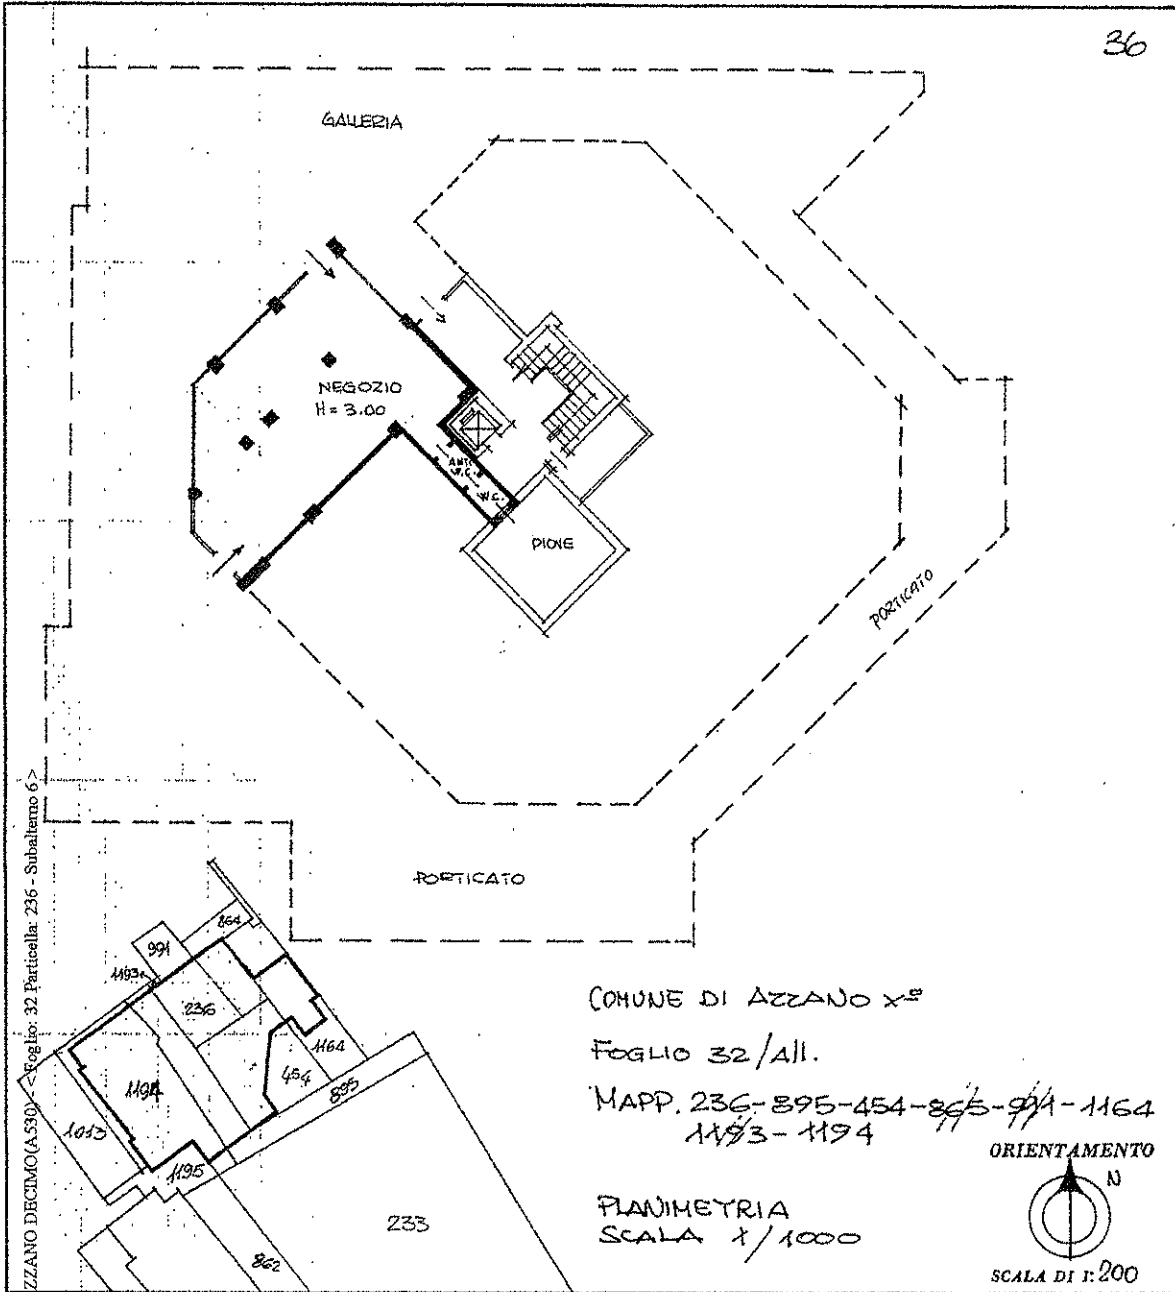 36
GALLERIA
NEGOZIO
H = 3.00
ANTI
W.C.
W.C.
PIOVE
PORTICATO
PORTICATO
ZZANO DECIMO(A530) - < Foglio: 32 Particella: 236 - Subalterno 6 >
864
991
1193
236
1164
454
895
1194
1013
1195
233
862
COMUNE DI AZZANO Xº
FOGLIO 32/All.
MAPP. 236-895-454-865-991-1164
1193-1194
PLANIMETRIA
SCALA 1/1000
ORIENTAMENTO
N
SCALA DI 1:200